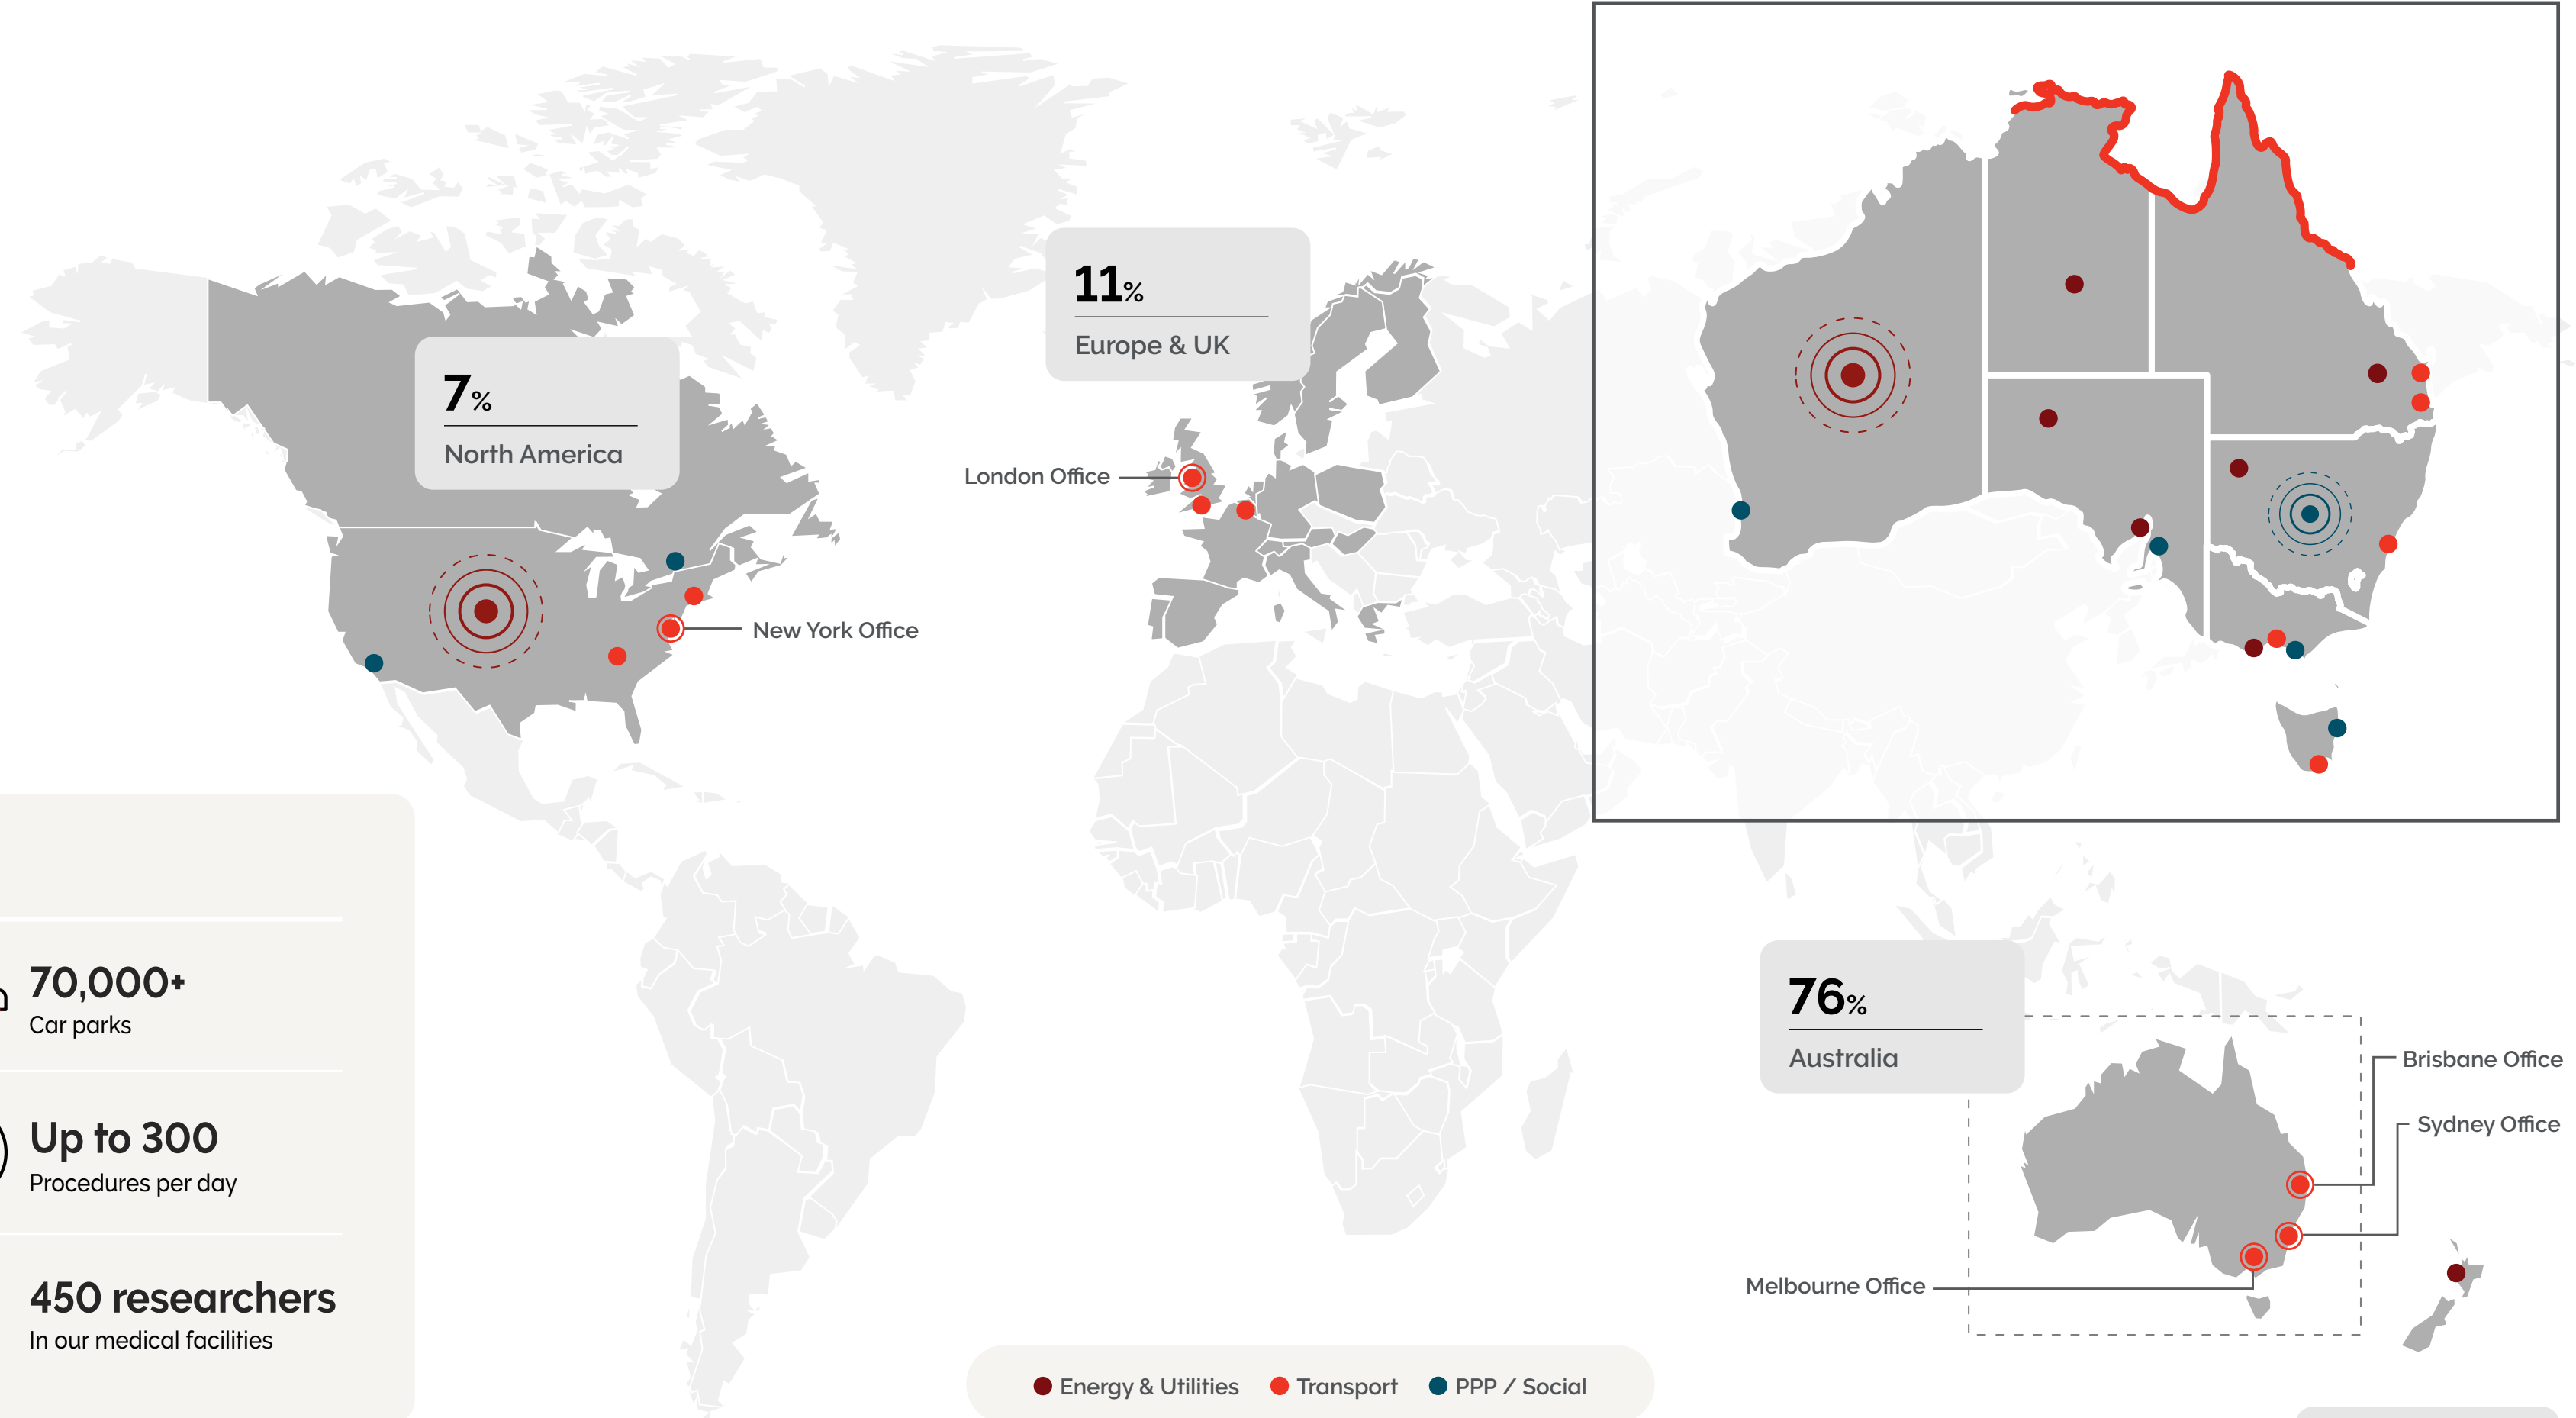 11%
Europe & UK
7%
North America
London Office
New York Office
70,000+
Car parks
Up to 300
Procedures per day
450 researchers
In our medical facilities
76%
Australia
Brisbane Office
Sydney Office
Melbourne Office
Energy & Utilities
Transport
PPP / Social